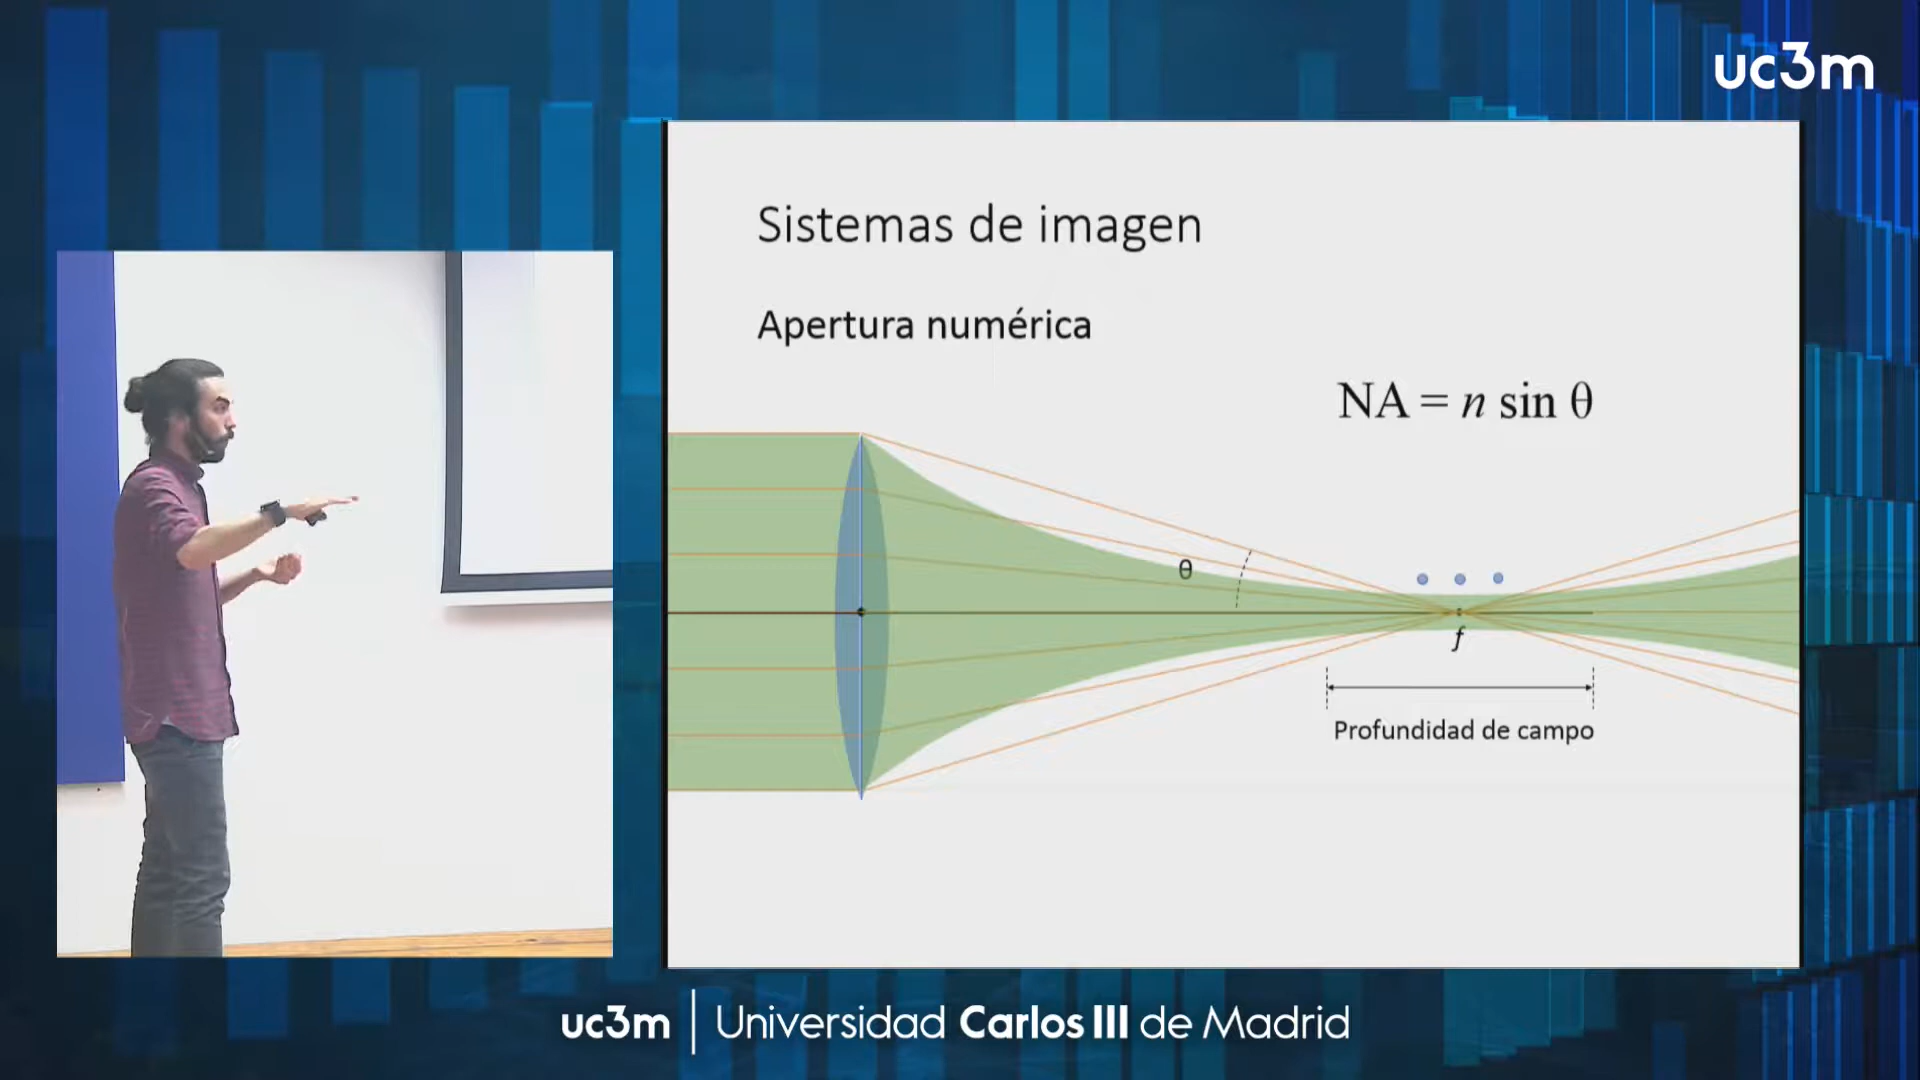 uc3m
Sistemas de imagen
Apertura numérica
NA = n sin θ
θ
f
Profundidad de campo
uc3m | Universidad Carlos III de Madrid